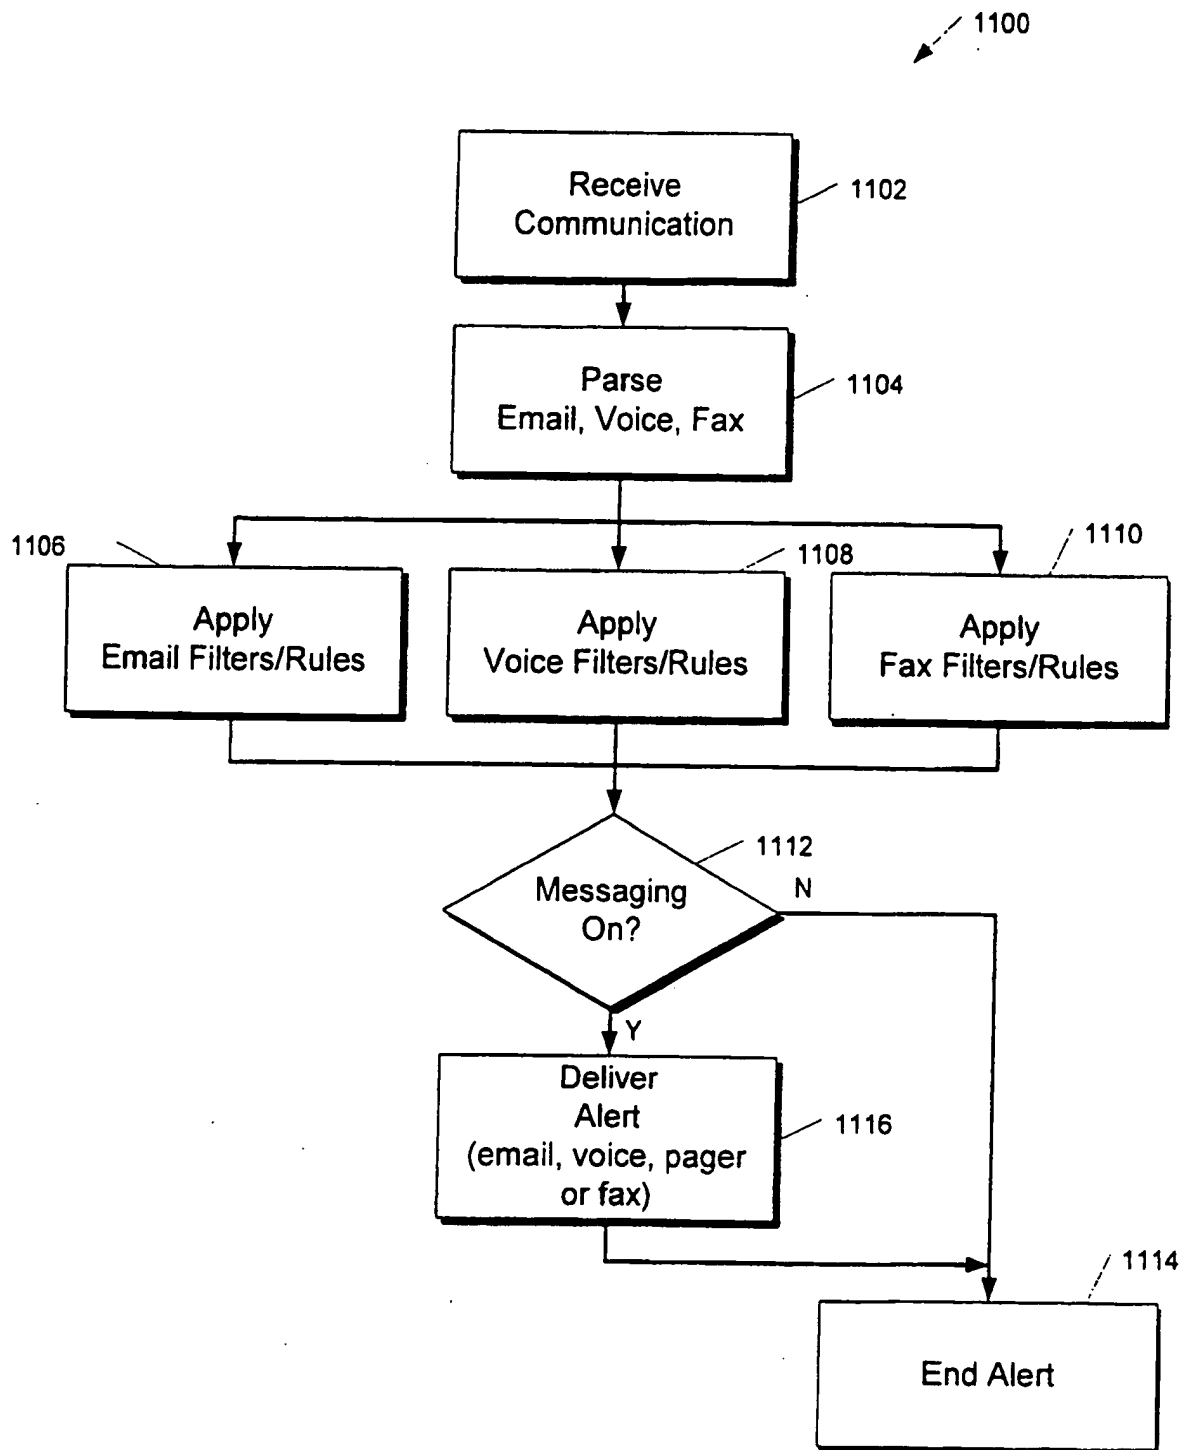 1100
Receive
Communication
1102
Parse
Email, Voice, Fax
1104
1106
Apply
Email Filters/Rules
1108
Apply
Voice Filters/Rules
1110
Apply
Fax Filters/Rules
1112
Messaging
On?
N
Y
Deliver
Alert
(email, voice, pager
or fax)
1116
1114
End Alert